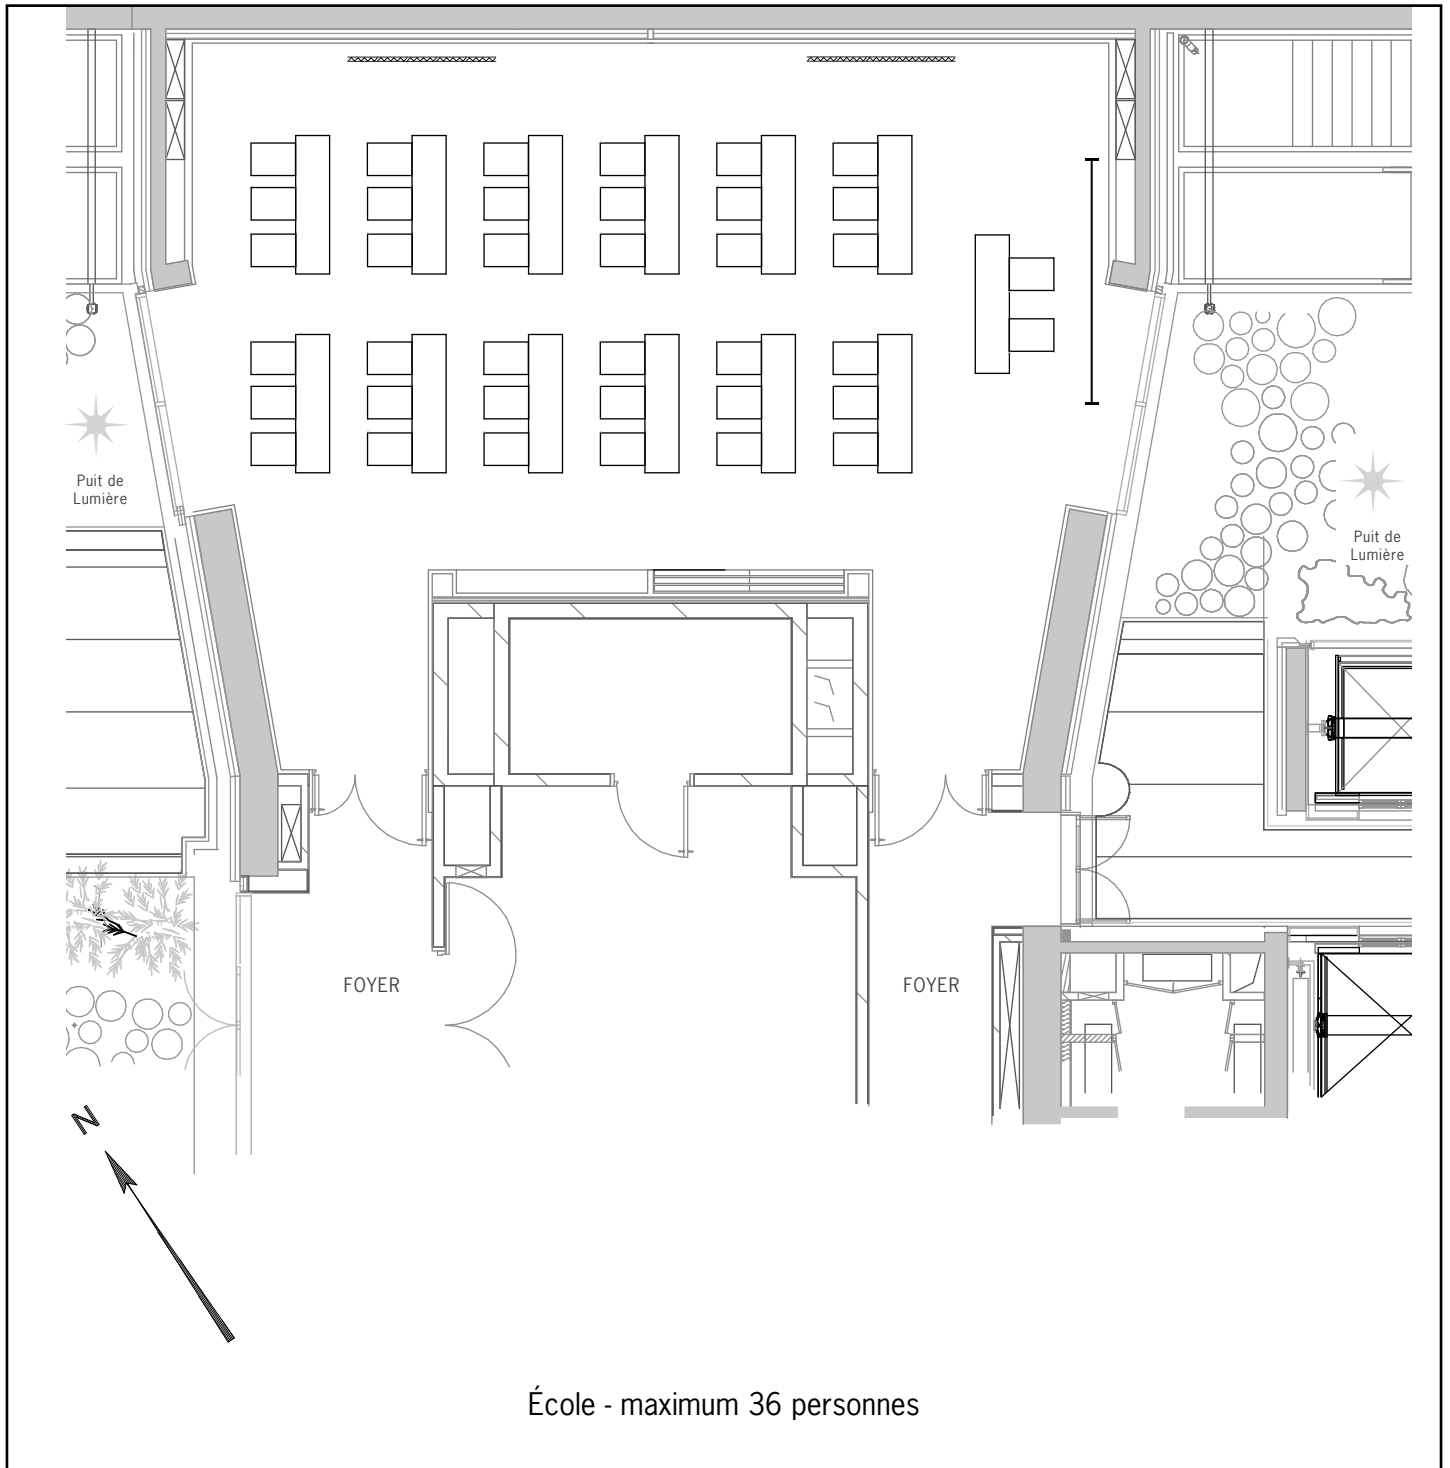 Puit de
Lumière
Puit de
Lumière
FOYER
FOYER
N
École - maximum 36 personnes